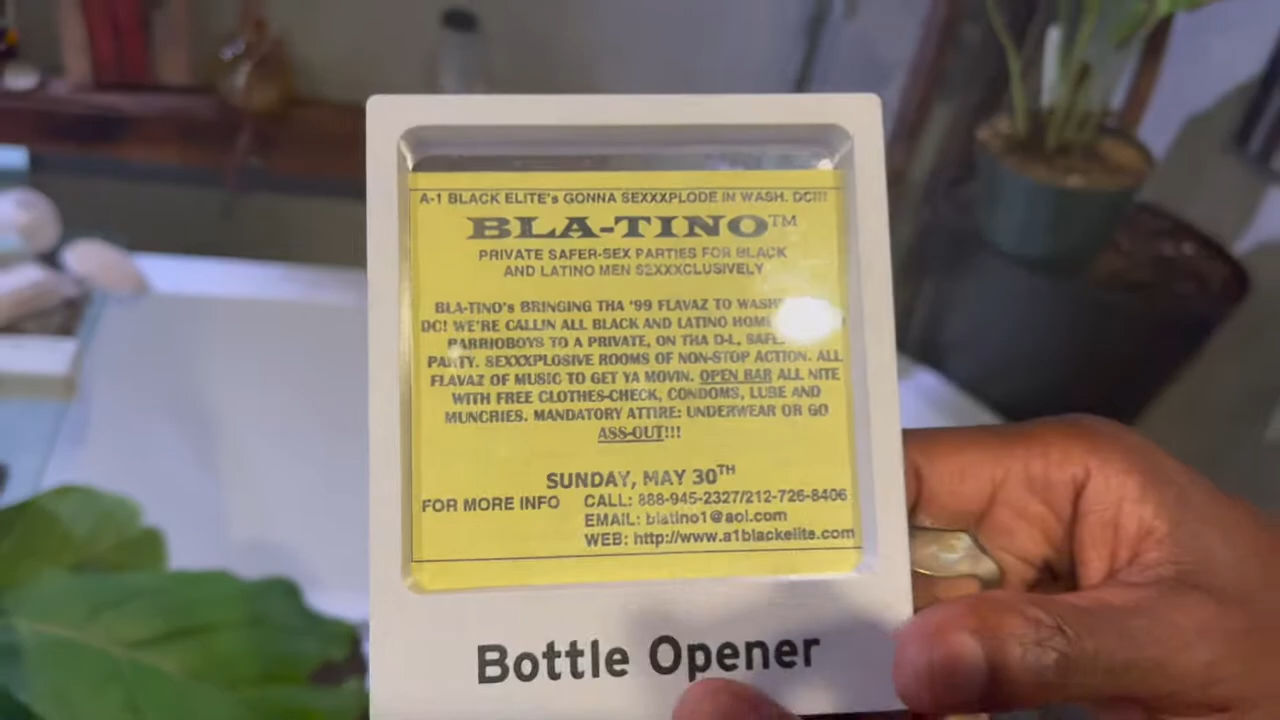 A-1 BLACK ELITE's GONNA SEXXXPLODE IN WASH. DC!!!
BLA-TINO™
PRIVATE SAFER-SEX PARTIES FOR BLACK
AND LATINO MEN SEXXXCLUSIVELY
BLA-TINO's BRINGING THA '99 FLAVAZ TO WASH
DC! WE'RE CALLIN ALL BLACK AND LATINO
BARRIOBOYS TO A PRIVATE, ON THA D-L,
PARTY. SEXXXPLOSIVE ROOMS OF NON-STOP ACTION. ALL
FLAVAZ OF MUSIC TO GET YA MOVIN. OPEN BAR ALL NITE
WITH FREE CLOTHES-CHECK, CONDOMS, LUBE AND
MUNCHIES. MANDATORY ATTIRE: UNDERWEAR OR GO
ASS-OUT!!!
SUNDAY, MAY 30TH
FOR MORE INFO CALL: 888-945-2327/212-726-8406
EMAIL: blatino1@aol.com
WEB: http://www.a1blackelite.com
Bottle Opener